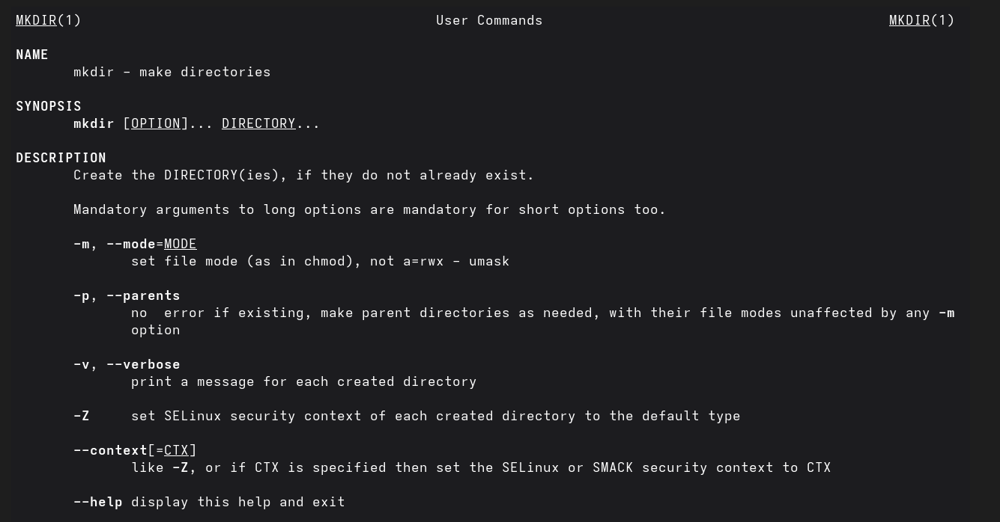 MKDIR(1) User Commands MKDIR(1)
NAME
mkdir - make directories
SYNOPSIS
mkdir [OPTION]... DIRECTORY...
DESCRIPTION
Create the DIRECTORY(ies), if they do not already exist.
Mandatory arguments to long options are mandatory for short options too.
-m, --mode=MODE
set file mode (as in chmod), not a=rwx - umask
-p, --parents
no  error if existing, make parent directories as needed, with their file modes unaffected by any -m
option
-v, --verbose
print a message for each created directory
-Z     set SELinux security context of each created directory to the default type
--context[=CTX]
like -Z, or if CTX is specified then set the SELinux or SMACK security context to CTX
--help display this help and exit